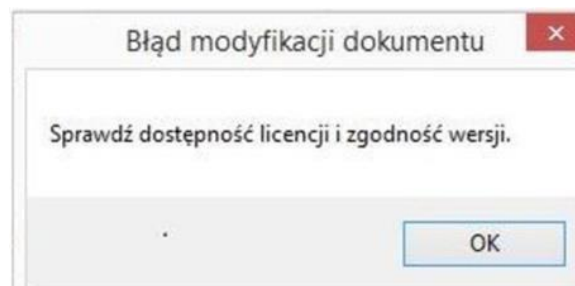 Błąd modyfikacji dokumentu
Sprawdź dostępność licencji i zgodność wersji.
OK